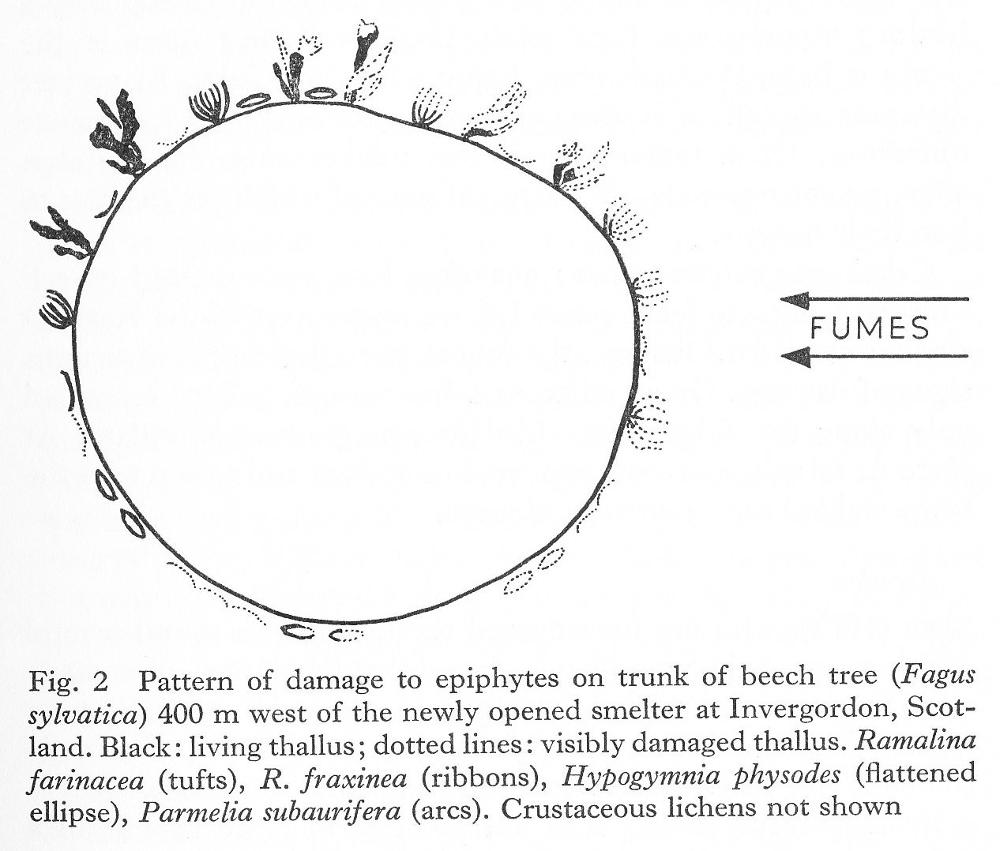 FUMES
Fig. 2 Pattern of damage to epiphytes on trunk of beech tree (Fagus
sylvatica) 400 m west of the newly opened smelter at Invergordon, Scot-
land. Black: living thallus; dotted lines: visibly damaged thallus. Ramalina
farinacea (tufts), R. fraxinea (ribbons), Hypogymnia physodes (flattened
ellipse), Parmelia subaurifera (arcs). Crustaceous lichens not shown